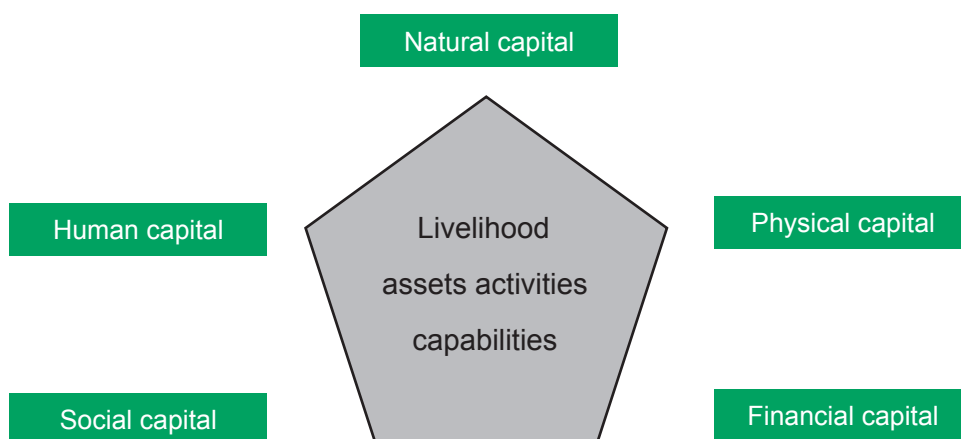 Natural capital
Human capital
Physical capital
Livelihood
assets activities
capabilities
Social capital
Financial capital